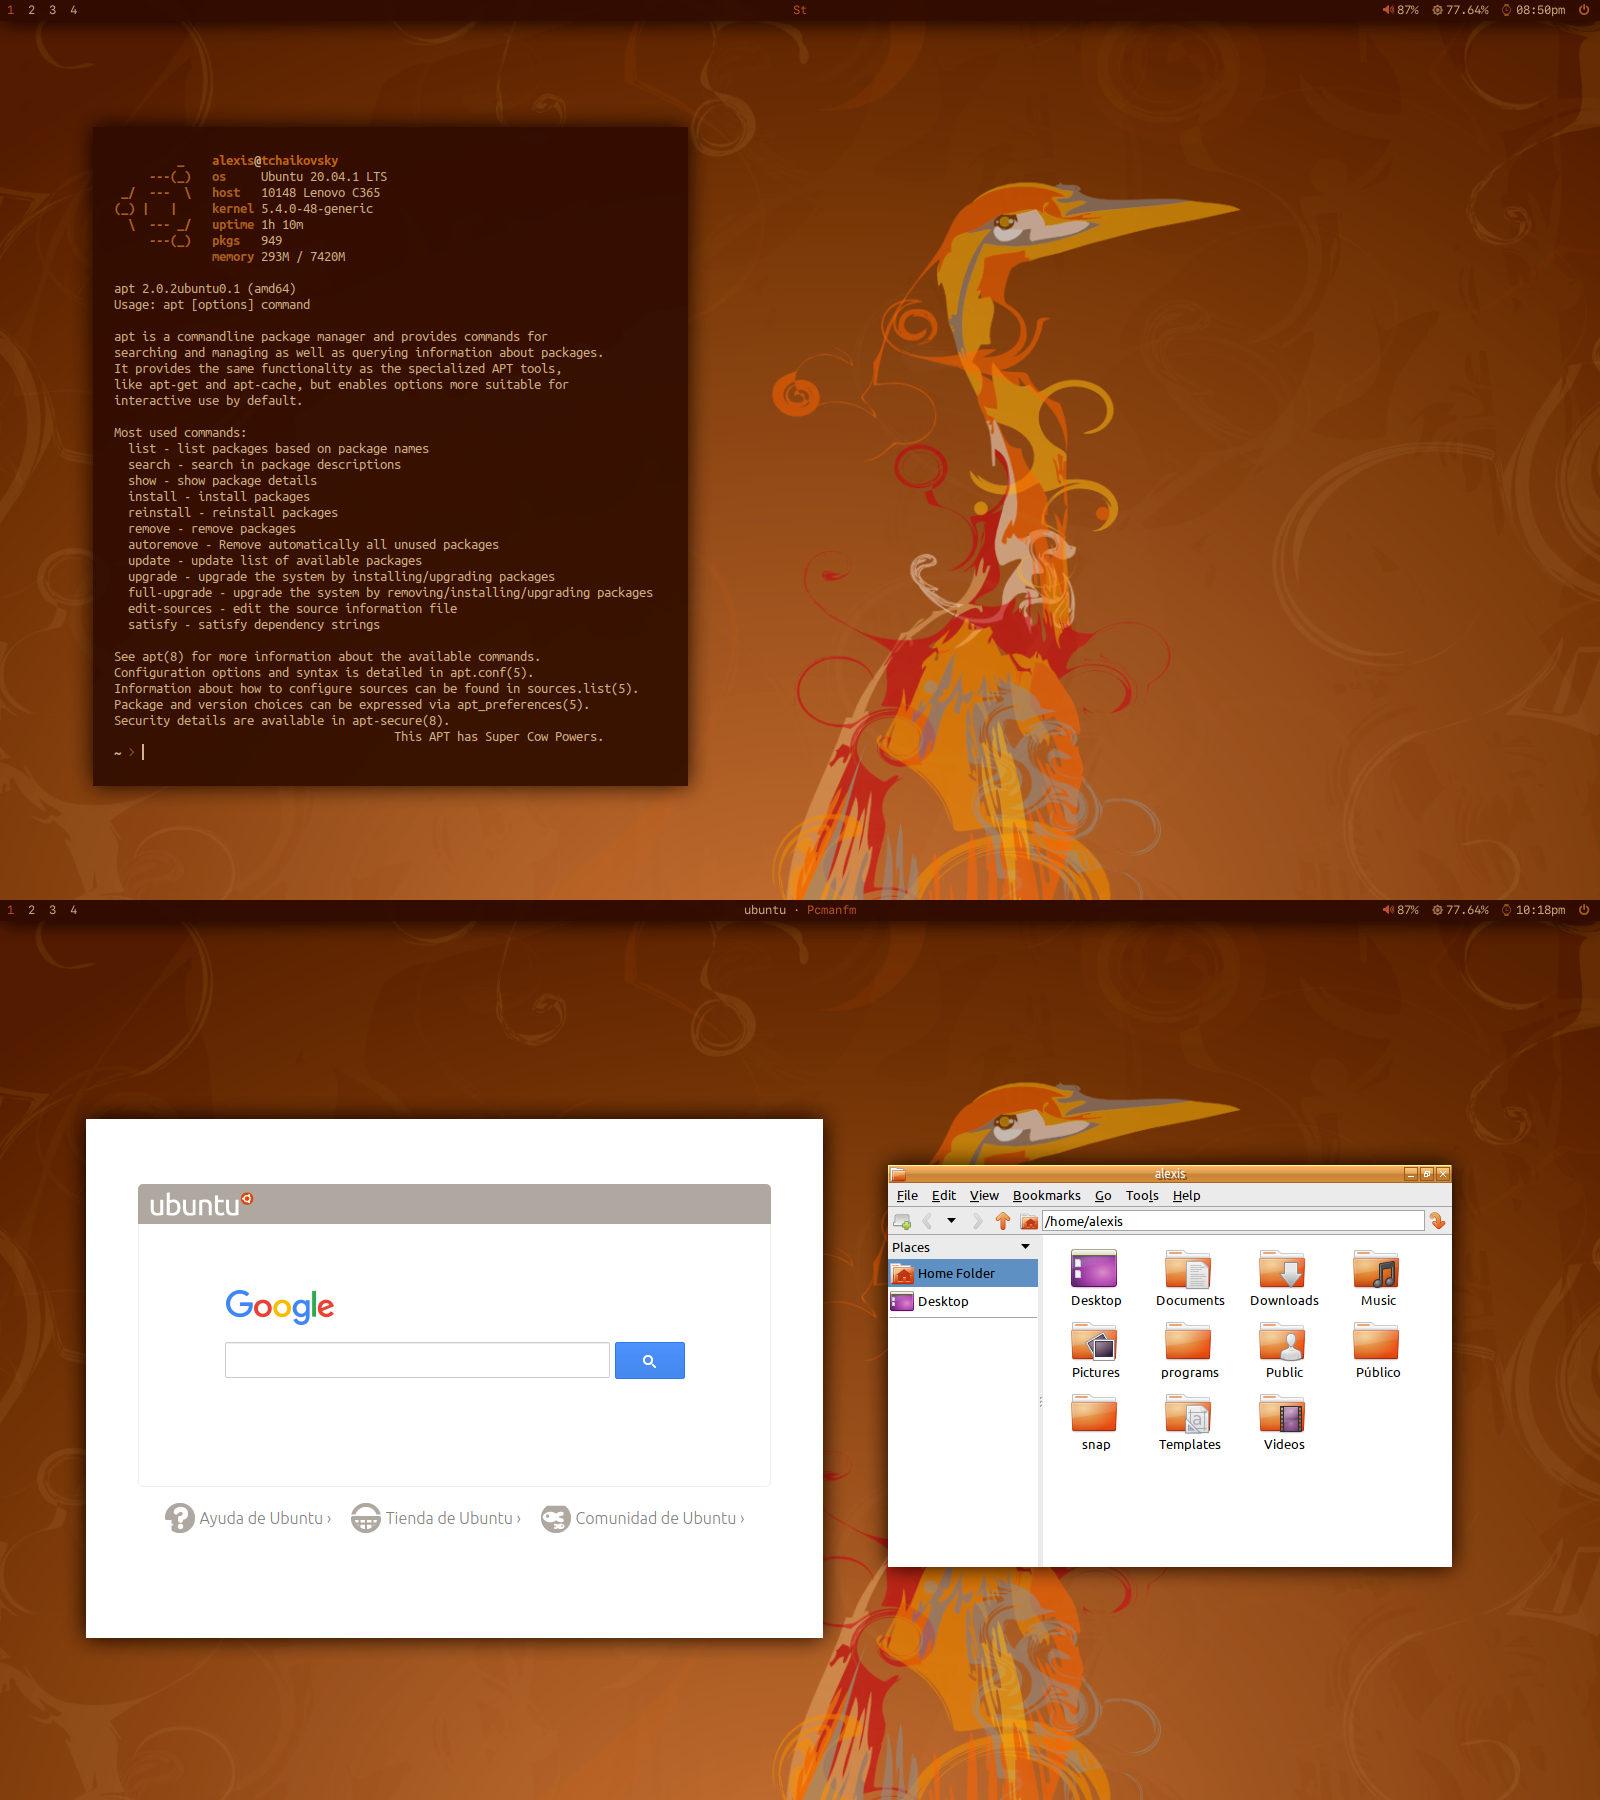 1 2 3 4
St
87% 77.64% 08:50pm
alexis@tchaikovsky
os Ubuntu 20.04.1 LTS
host 10148 Lenovo C365
kernel 5.4.0-48-generic
uptime 1h 10m
pkgs 949
memory 293M / 7420M
apt 2.0.2ubuntu0.1 (amd64)
Usage: apt [options] command
apt is a commandline package manager and provides commands for
searching and managing as well as querying information about packages.
It provides the same functionality as the specialized APT tools,
like apt-get and apt-cache, but enables options more suitable for
interactive use by default.
Most used commands:
list - list packages based on package names
search - search in package descriptions
show - show package details
install - install packages
reinstall - reinstall packages
remove - remove packages
autoremove - Remove automatically all unused packages
update - update list of available packages
upgrade - upgrade the system by installing/upgrading packages
full-upgrade - upgrade the system by removing/installing/upgrading packages
edit-sources - edit the source information file
satisfy - satisfy dependency strings
See apt(8) for more information about the available commands.
Configuration options and syntax is detailed in apt.conf(5).
Information about how to configure sources can be found in sources.list(5).
Package and version choices can be expressed via apt_preferences(5).
Security details are available in apt-secure(8).
This APT has Super Cow Powers.
~ ›
1 2 3 4
ubuntu · Pcmanfm
87% 77.64% 10:18pm
ubuntu
Google
Ayuda de Ubuntu › Tienda de Ubuntu › Comunidad de Ubuntu ›
alexis
File Edit View Bookmarks Go Tools Help
/home/alexis
Places
Home Folder
Desktop
Desktop Documents Downloads Music
Pictures programs Public Público
snap Templates Videos